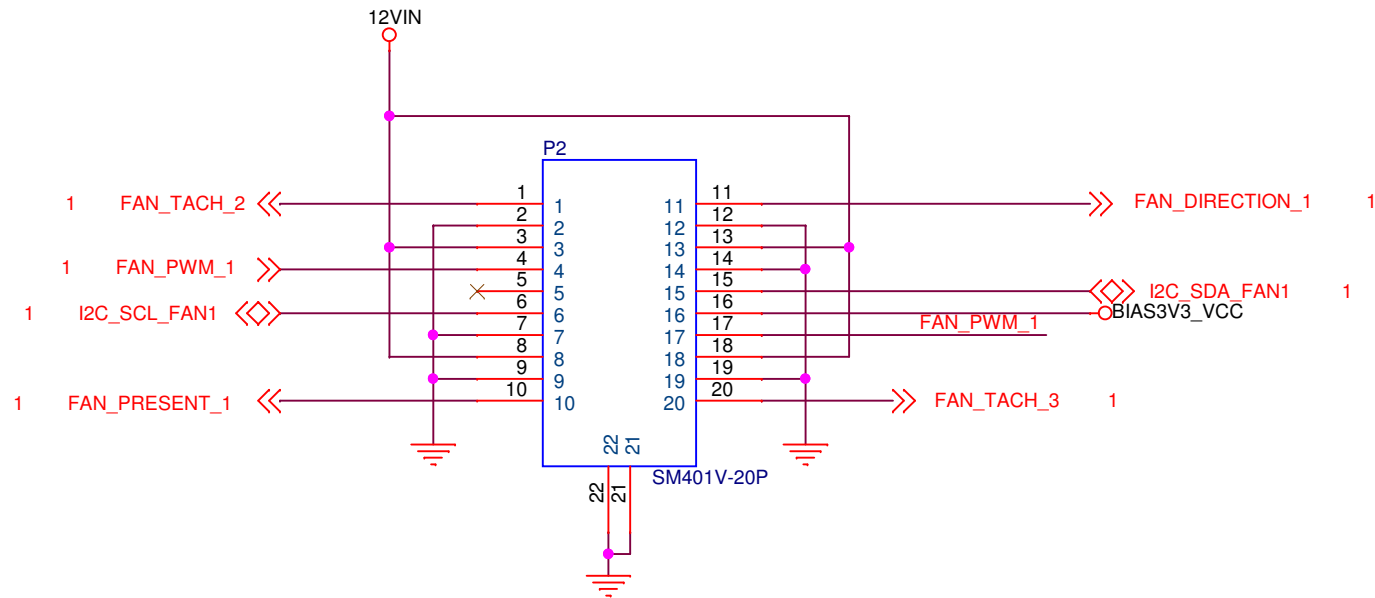 12VIN
P2
1 FAN_TACH_2 1 1 11 11 FAN_DIRECTION_1 1
2 2 12 12
3 3 13 13
1 FAN_PWM_1 4 4 14 14
5 5 15 15 I2C_SDA_FAN1 1
1 I2C_SCL_FAN1 6 6 16 16 BIAS3V3_VCC
7 7 17 17 FAN_PWM_1
8 8 18 18
9 9 19 19
1 FAN_PRESENT_1 10 10 20 20 FAN_TACH_3 1
22 21
SM401V-20P
22 21